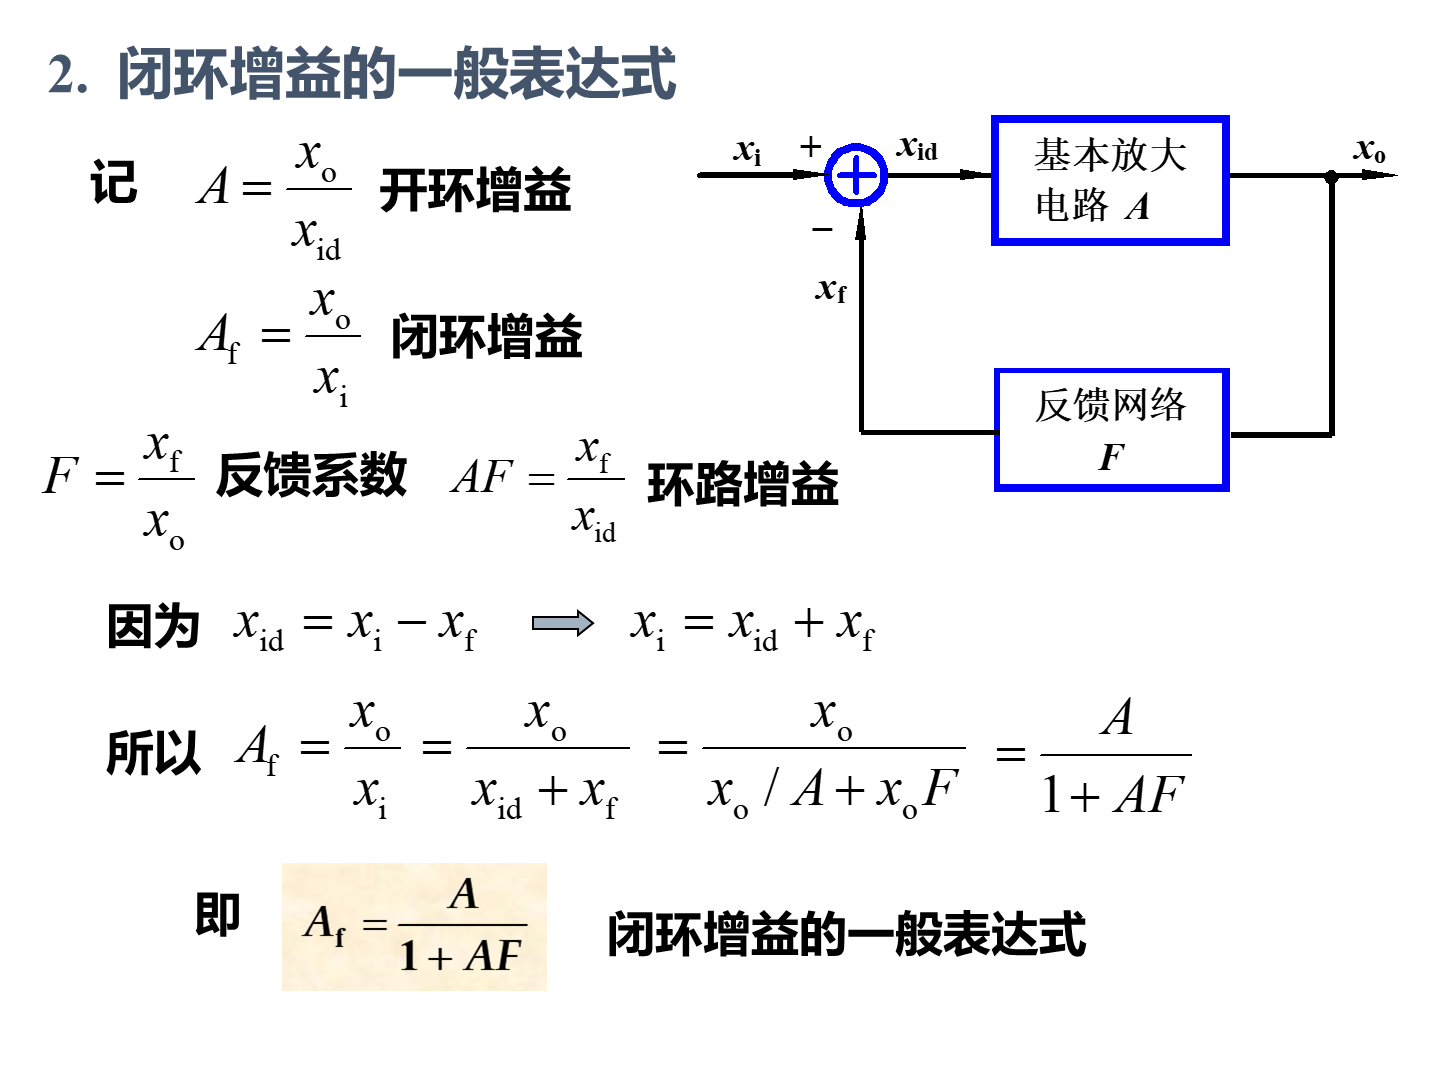 2. 闭环增益的一般表达式
记 A = x_o / x_id 开环增益
A_f = x_o / x_i 闭环增益
F = x_f / x_o 反馈系数 AF = x_f / x_id 环路增益
x_i + x_id 基本放大 x_o
电路 A
−
x_f
反馈网络
F
因为 x_id = x_i − x_f ⇒ x_i = x_id + x_f
所以 A_f = x_o / x_i = x_o / (x_id + x_f) = x_o / (x_o / A + x_o F) = A / (1 + AF)
即 A_f = A / (1 + AF) 闭环增益的一般表达式